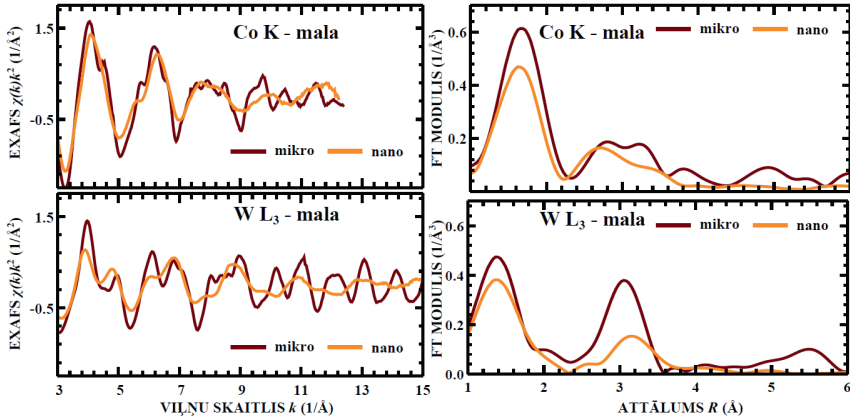 Co K - mala
EXAFS χ(k)k² (1/Å²)
1.5
-0.5
mikro
nano
Co K - mala
FT MODULIS (1/Å³)
0.6
0.4
0.2
mikro
nano
W L₃ - mala
EXAFS χ(k)k² (1/Å²)
1.5
-0.5
mikro
nano
3
5
7
9
11
13
15
VIĻŅU SKAITLIS k (1/Å)
W L₃ - mala
FT MODULIS (1/Å³)
0.6
0.4
0.2
0.0
mikro
nano
1
2
3
4
5
6
ATTĀLUMS R (Å)